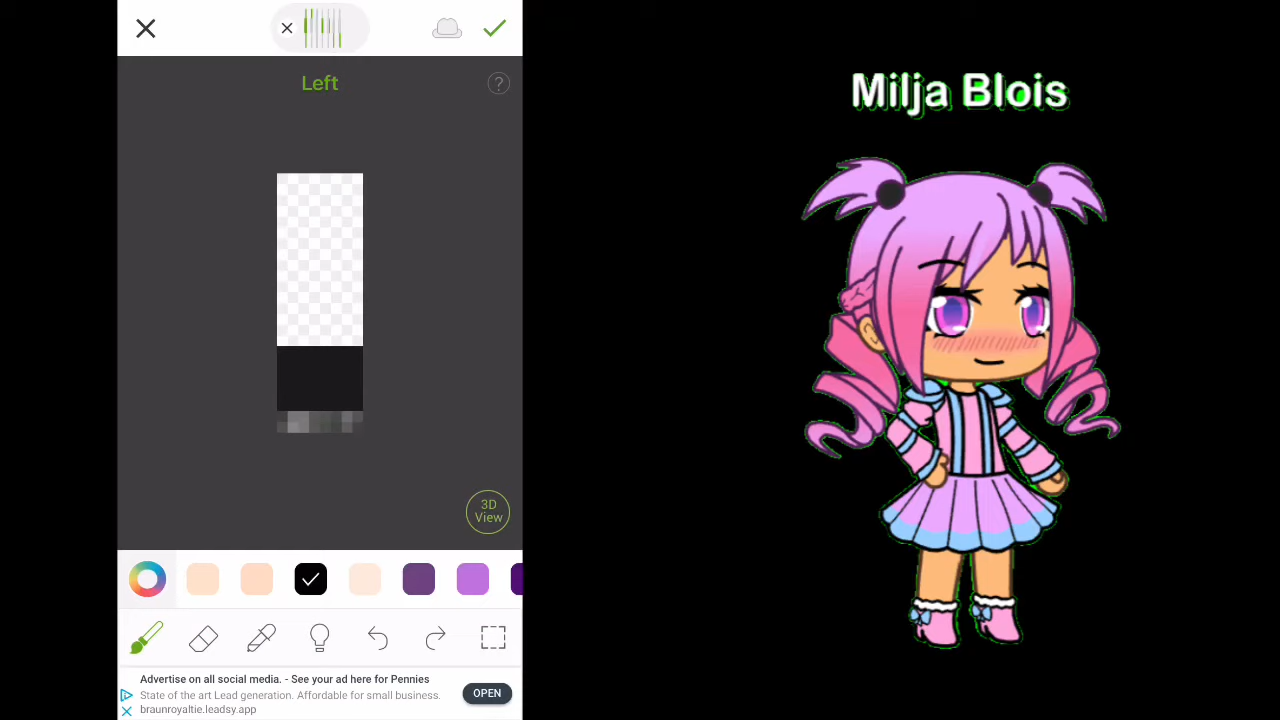 Left
?
Milja Blois
3D
View
Advertise on all social media. - See your ad here for Pennies
State of the art Lead generation. Affordable for small business.
braunroyaltie.leadsy.app
OPEN